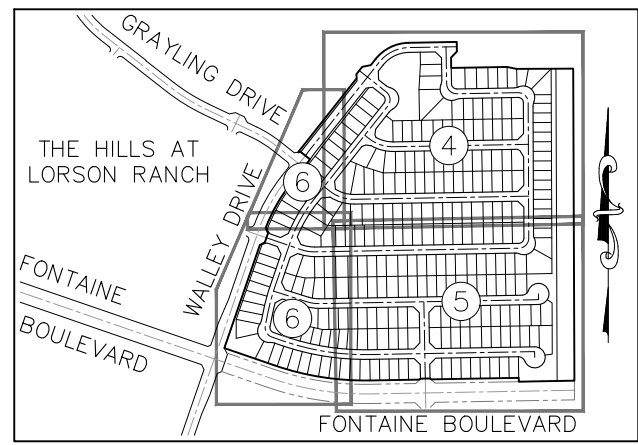 GRAYLING DRIVE
THE HILLS AT
LORSON RANCH
WALLEY DRIVE
FONTAINE
BOULEVARD
4
6
5
6
FONTAINE BOULEVARD